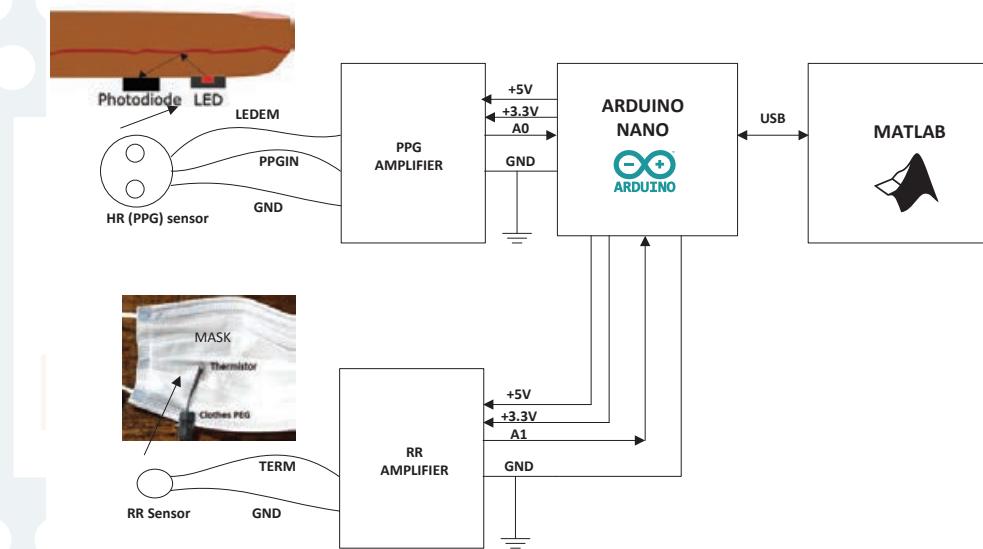 Photodiode LED
LEDEM
PPGIN
GND
HR (PPG) sensor
PPG
AMPLIFIER
+5V
+3.3V
A0
GND
ARDUINO
NANO
ARDUINO
USB
MATLAB
MASK
Thermistor
Clothes PEG
TERM
GND
RR Sensor
RR
AMPLIFIER
+5V
+3.3V
A1
GND